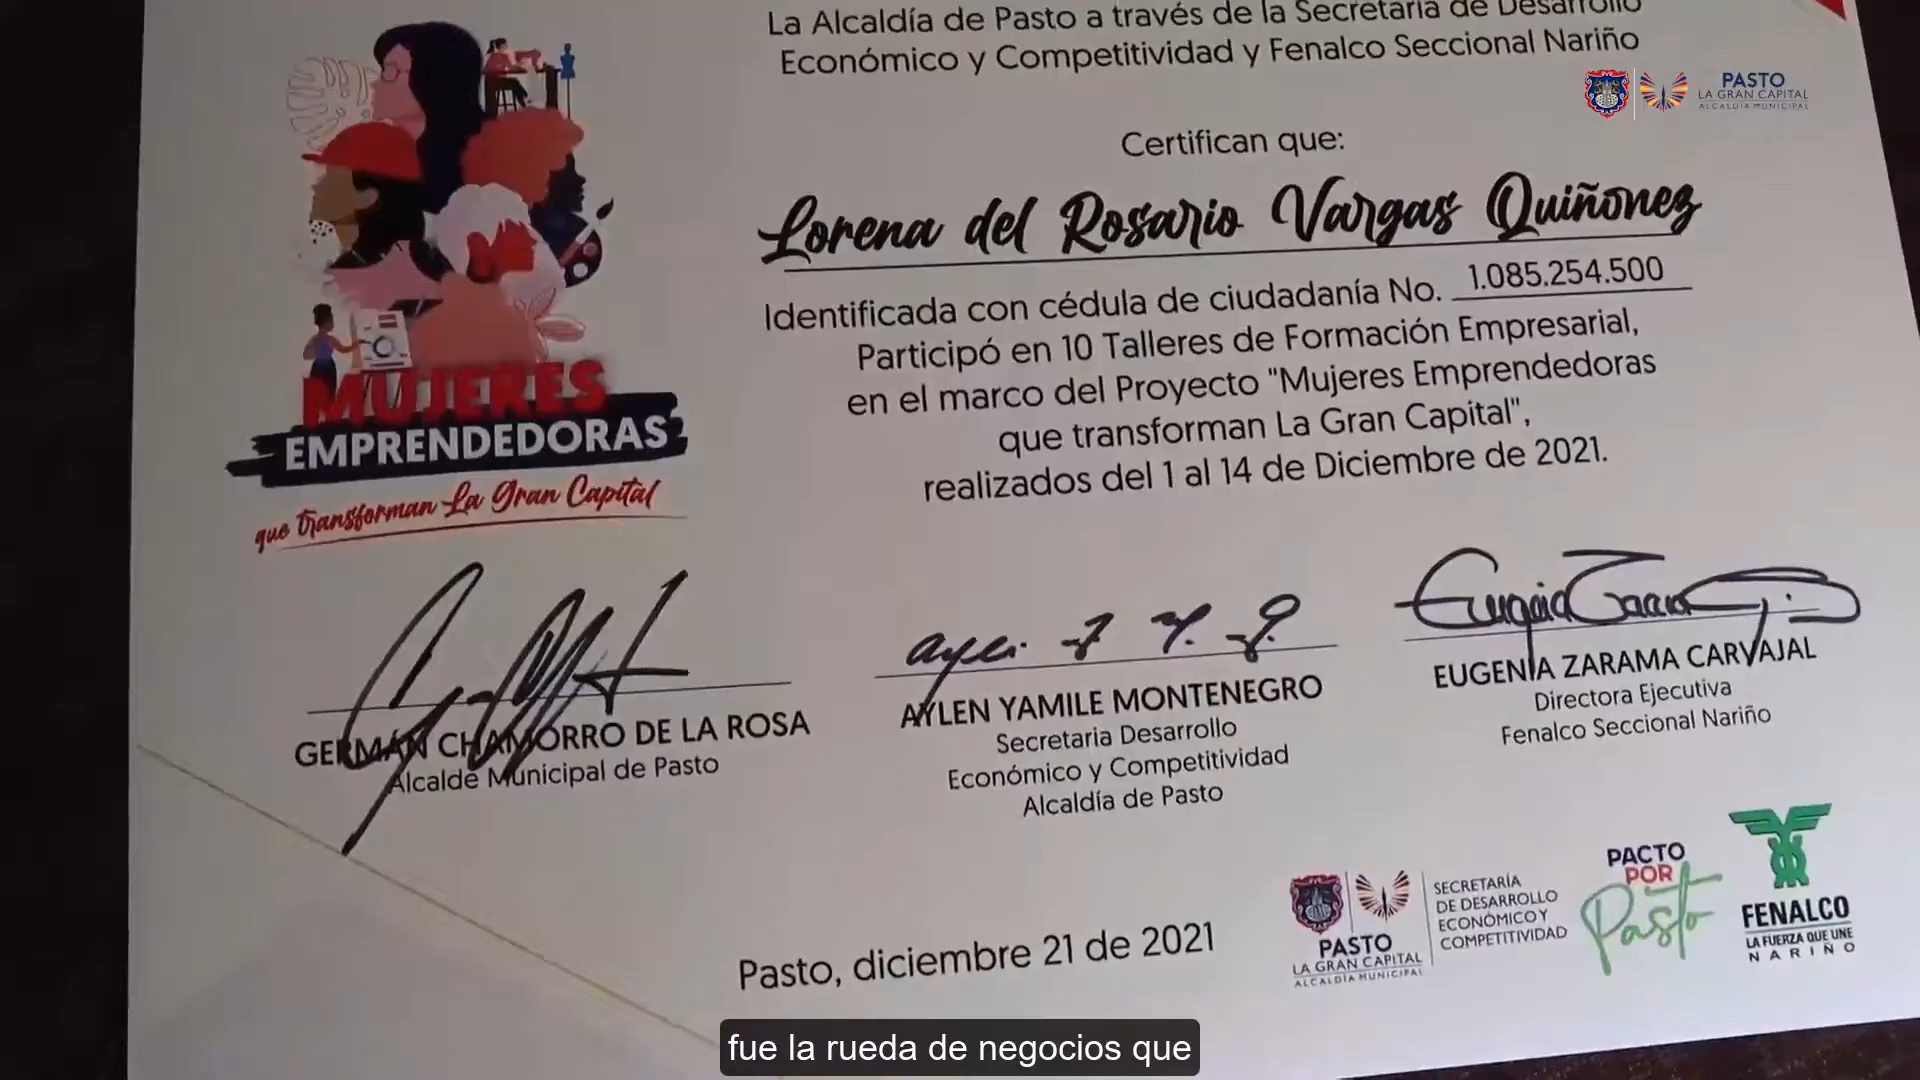 La Alcaldía de Pasto a través de la Secretaría de Desarrollo
Económico y Competitividad y Fenalco Seccional Nariño
PASTO
LA GRAN CAPITAL
ALCALDÍA MUNICIPAL
Certifican que:
Lorena del Rosario Vargas Quiñonez
Identificada con cédula de ciudadanía No. 1.085.254.500
Participó en 10 Talleres de Formación Empresarial,
en el marco del Proyecto "Mujeres Emprendedoras
que transforman La Gran Capital",
realizados del 1 al 14 de Diciembre de 2021.
MUJERES
EMPRENDEDORAS
que transforman La Gran Capital
GERMÁN CHAMORRO DE LA ROSA
Alcalde Municipal de Pasto
AYLEN YAMILE MONTENEGRO
Secretaria Desarrollo
Económico y Competitividad
Alcaldía de Pasto
EUGENIA ZARAMA CARVAJAL
Directora Ejecutiva
Fenalco Seccional Nariño
Pasto, diciembre 21 de 2021
PASTO
LA GRAN CAPITAL
ALCALDÍA MUNICIPAL
SECRETARÍA
DE DESARROLLO
ECONÓMICO Y
COMPETITIVIDAD
PACTO
POR
Pasto
FENALCO
LA FUERZA QUE UNE
NARIÑO
fue la rueda de negocios que